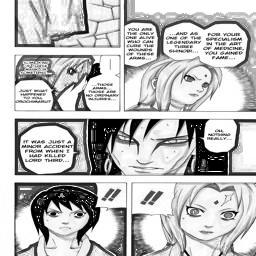 FOR YOUR
SPECIALISM
IN THE ART
OF MEDICINE,
YOU GAINED
FAME...
...AND AS
ONE OF THE
LEGENDARY
THREE
SHINOBI...
YOU ARE
THE ONLY
ONE ALIVE
WHO CAN
CURE THE
WOUNDS
OF THESE
ARMS...
...THOSE
ARMS...
THOSE ARE
NO ORDINARY
INJURIES...
JUST WHAT
HAPPENED
TO YOU,
OROCHIMARU?
OH,
NOTHING
REALLY...
IT WAS JUST A
MINOR ACCIDENT
FROM WHEN I
HAD KILLED
LORD THIRD...
!!
!!